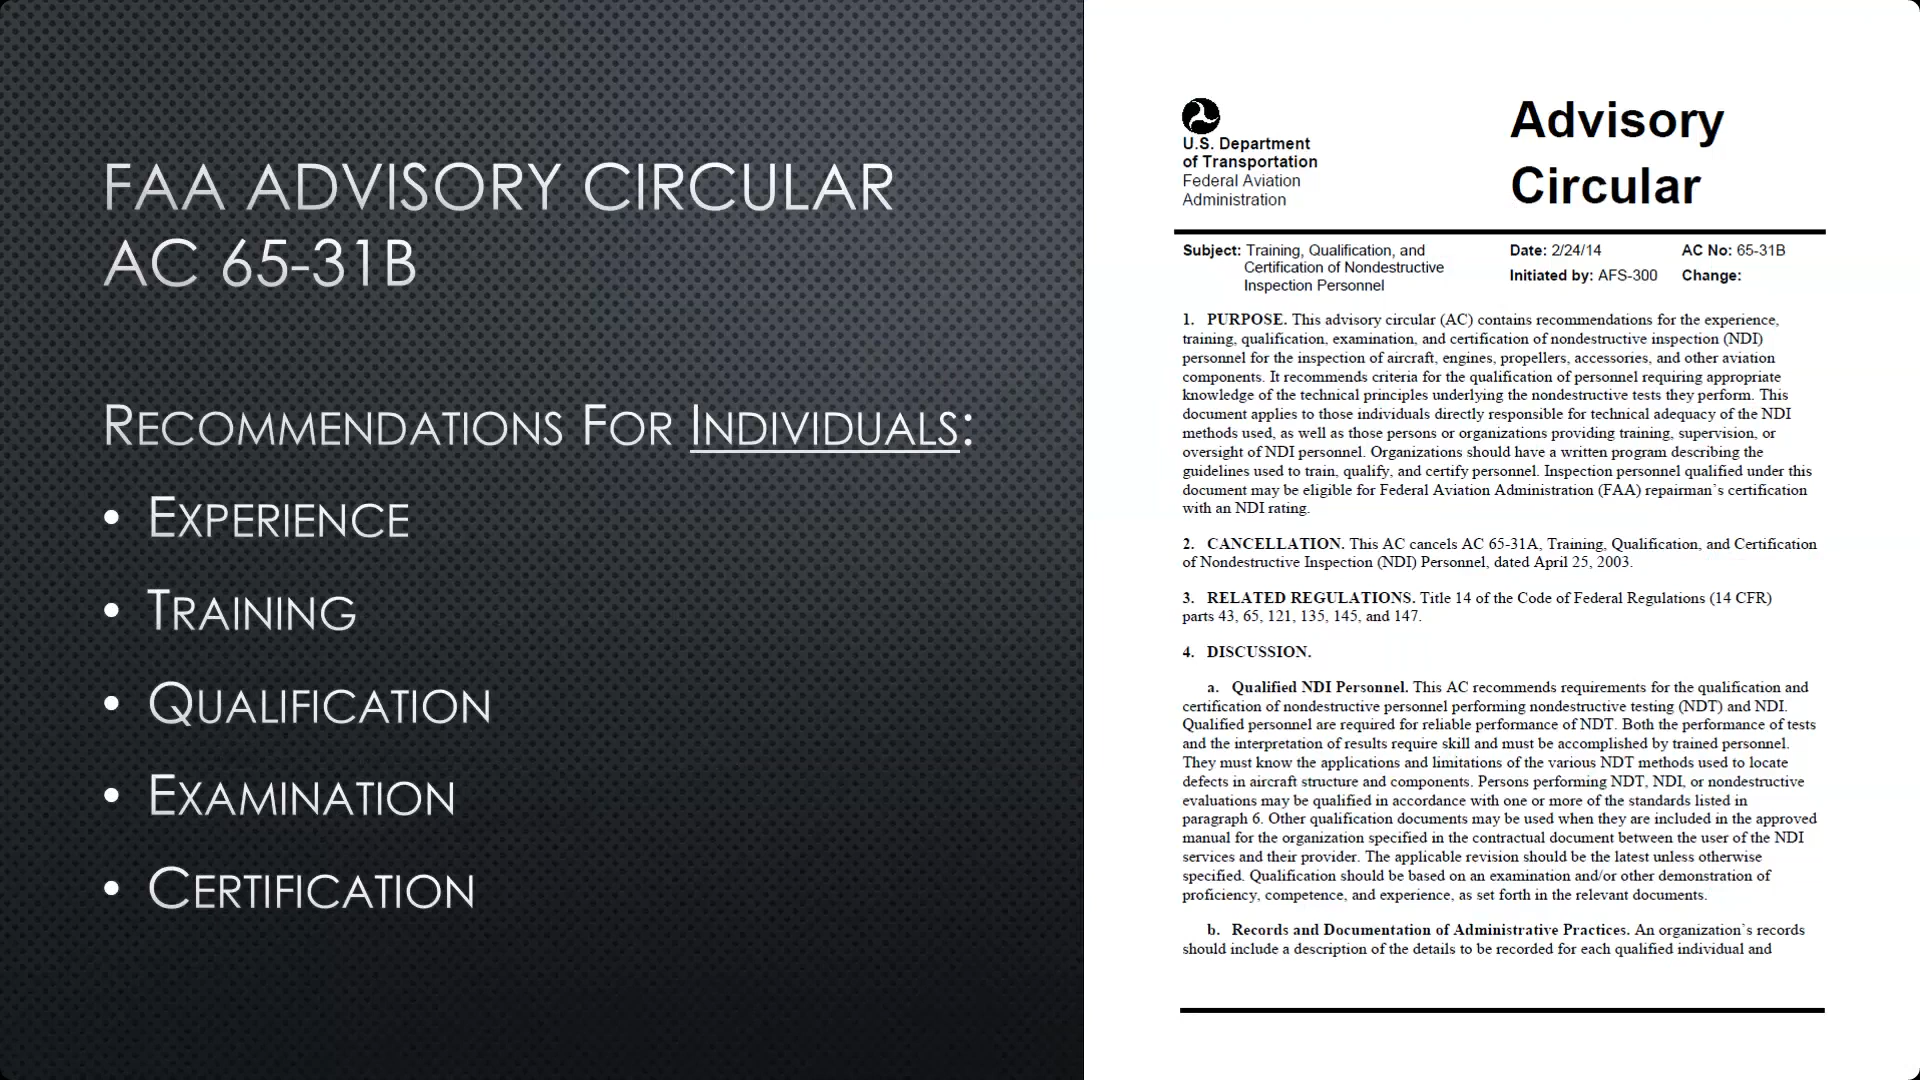 FAA ADVISORY CIRCULAR
AC 65-31B
RECOMMENDATIONS FOR INDIVIDUALS:
• EXPERIENCE
• TRAINING
• QUALIFICATION
• EXAMINATION
• CERTIFICATION
U.S. Department
of Transportation
Federal Aviation
Administration
Advisory
Circular
Subject: Training, Qualification, and
Certification of Nondestructive
Inspection Personnel
Date: 2/24/14
Initiated by: AFS-300
AC No: 65-31B
Change:
1. PURPOSE. This advisory circular (AC) contains recommendations for the experience,
training, qualification, examination, and certification of nondestructive inspection (NDI)
personnel for the inspection of aircraft, engines, propellers, accessories, and other aviation
components. It recommends criteria for the qualification of personnel requiring appropriate
knowledge of the technical principles underlying the nondestructive tests they perform. This
document applies to those individuals directly responsible for technical adequacy of the NDI
methods used, as well as those persons or organizations providing training, supervision, or
oversight of NDI personnel. Organizations should have a written program describing the
guidelines used to train, qualify, and certify personnel. Inspection personnel qualified under this
document may be eligible for Federal Aviation Administration (FAA) repairman's certification
with an NDI rating.
2. CANCELLATION. This AC cancels AC 65-31A, Training, Qualification, and Certification
of Nondestructive Inspection (NDI) Personnel, dated April 25, 2003.
3. RELATED REGULATIONS. Title 14 of the Code of Federal Regulations (14 CFR)
parts 43, 65, 121, 135, 145, and 147.
4. DISCUSSION.
a. Qualified NDI Personnel. This AC recommends requirements for the qualification and
certification of nondestructive personnel performing nondestructive testing (NDT) and NDI.
Qualified personnel are required for reliable performance of NDT. Both the performance of tests
and the interpretation of results require skill and must be accomplished by trained personnel.
They must know the applications and limitations of the various NDT methods used to locate
defects in aircraft structure and components. Persons performing NDT, NDI, or nondestructive
evaluations may be qualified in accordance with one or more of the standards listed in
paragraph 6. Other qualification documents may be used when they are included in the approved
manual for the organization specified in the contractual document between the user of the NDI
services and their provider. The applicable revision should be the latest unless otherwise
specified. Qualification should be based on an examination and/or other demonstration of
proficiency, competence, and experience, as set forth in the relevant documents.
b. Records and Documentation of Administrative Practices. An organization's records
should include a description of the details to be recorded for each qualified individual and